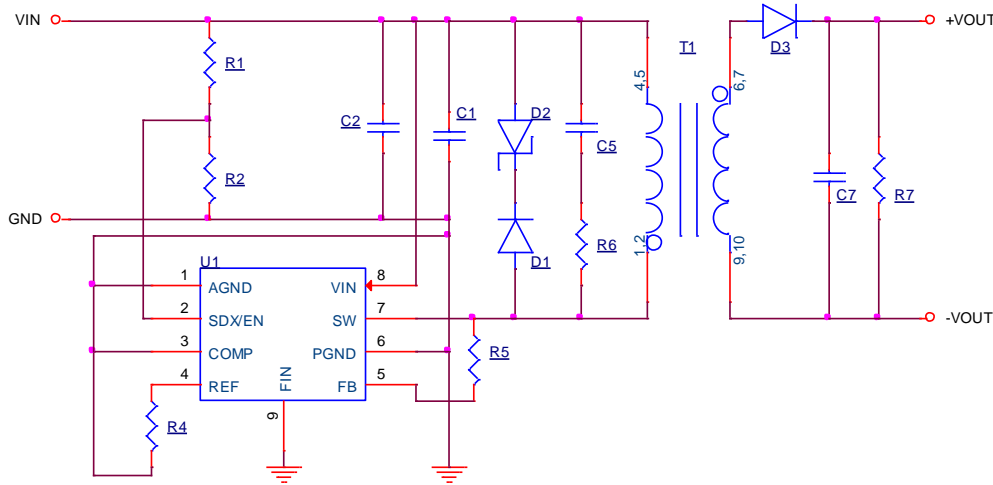 VIN
+VOUT
T1
D3
R1
4,5
6,7
C2
C1
D2
C5
R2
C7
R7
GND
R6
1,2
9,10
D1
U1
1
AGND
VIN
8
2
SDX/EN
SW
7
-VOUT
3
COMP
PGND
6
R5
4
REF
FIN
FB
5
9
R4